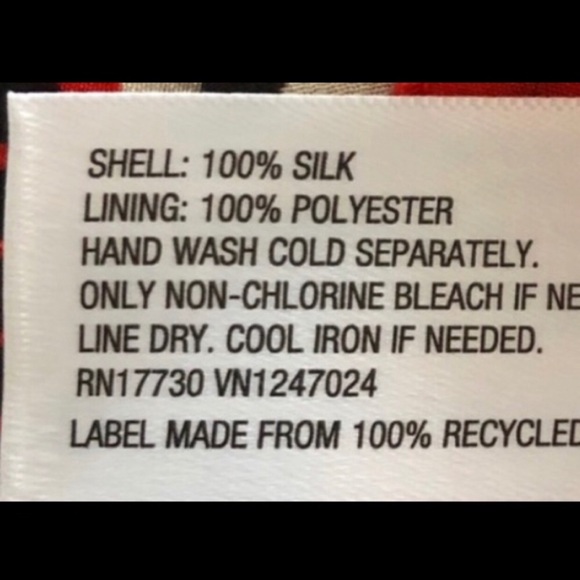 SHELL: 100% SILK
LINING: 100% POLYESTER
HAND WASH COLD SEPARATELY.
ONLY NON-CHLORINE BLEACH IF NE
LINE DRY. COOL IRON IF NEEDED.
RN17730 VN1247024
LABEL MADE FROM 100% RECYCLED